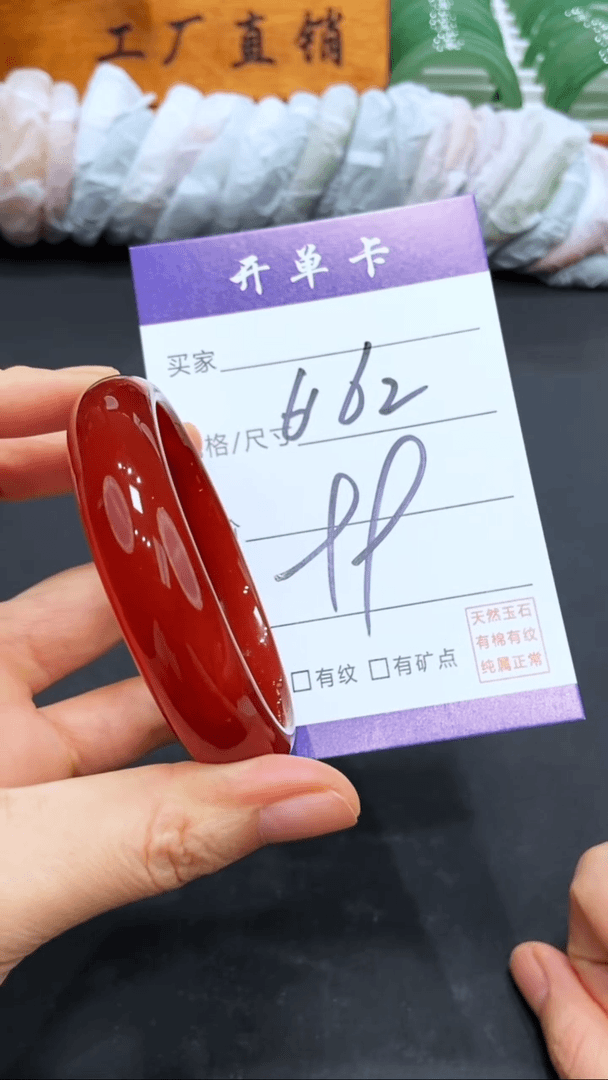 工厂直销
开单卡
买家
662
格/尺寸
□有纹 □有矿点
天然玉石
有棉有纹
纯属正常